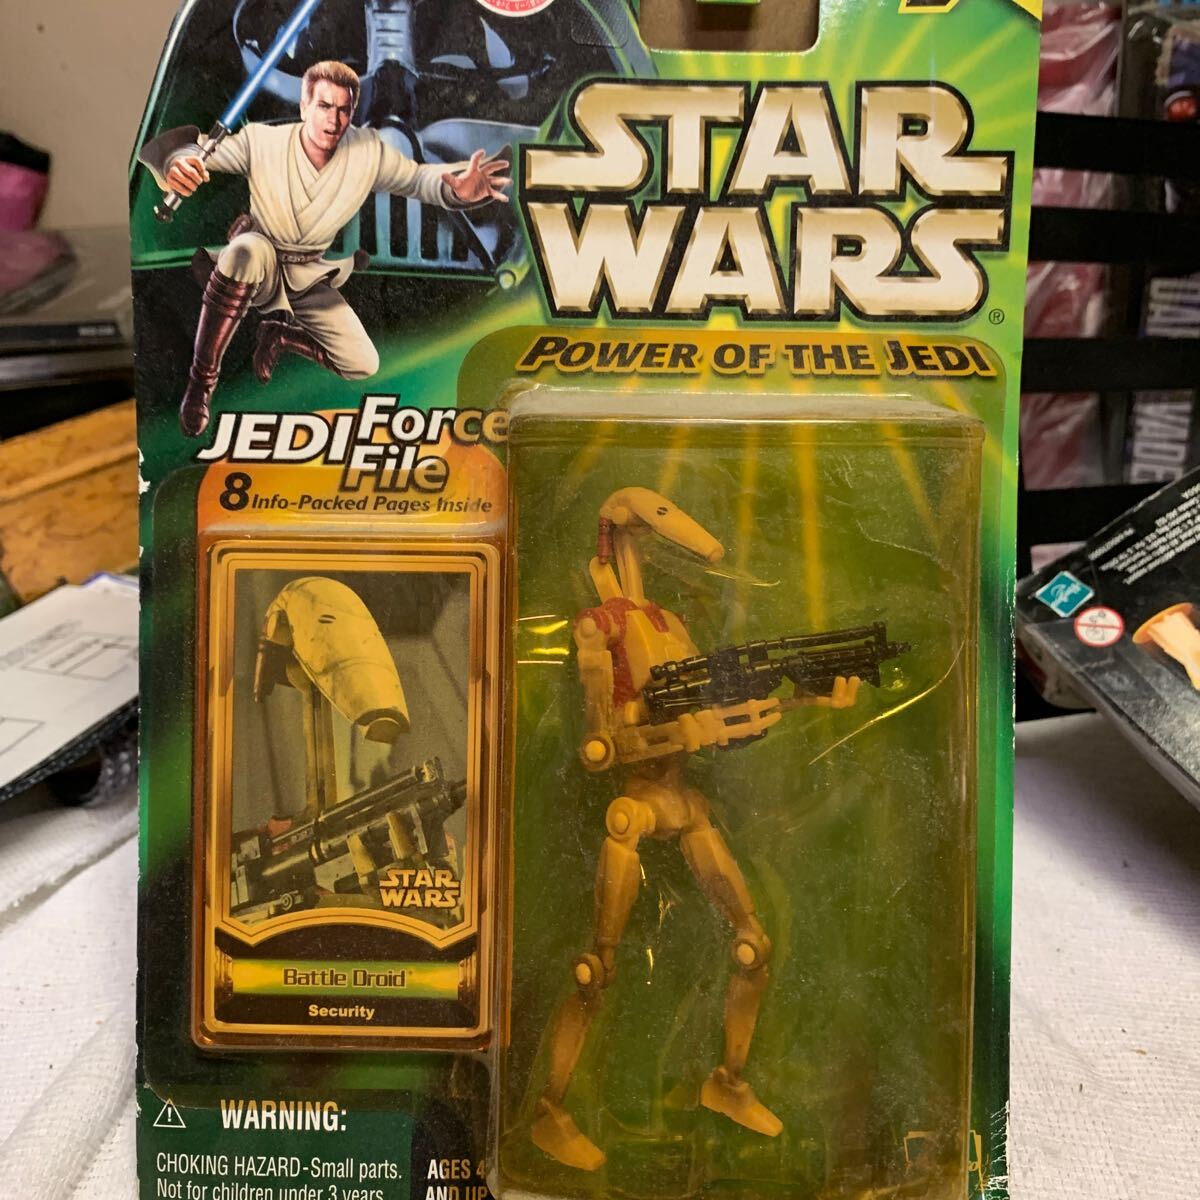 STAR
WARS®
POWER OF THE JEDI
JEDI Force
File
8 Info-Packed Pages Inside
STAR
WARS
Battle Droid
Security
WARNING:
CHOKING HAZARD-Small parts.
Not for children under 3 years.
AGES 4
AND UP